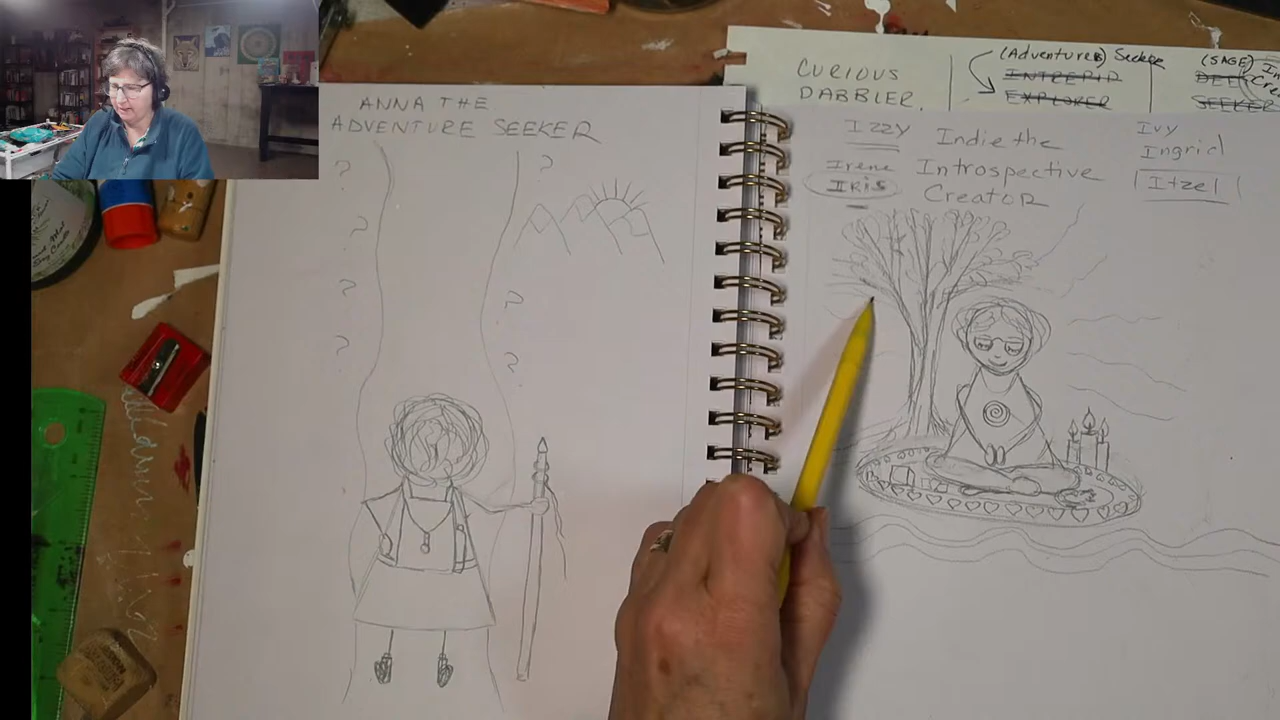 ANNA THE
ADVENTURE SEEKER
CURIOUS
DABBLER
(Adventure) Seeker
INTREPID
EXPLORER
(SAGE)
SEEKER
Izzy
Irene
IRIS
Indie the
Introspective
Creator
Ivy
Ingrid
Itzel